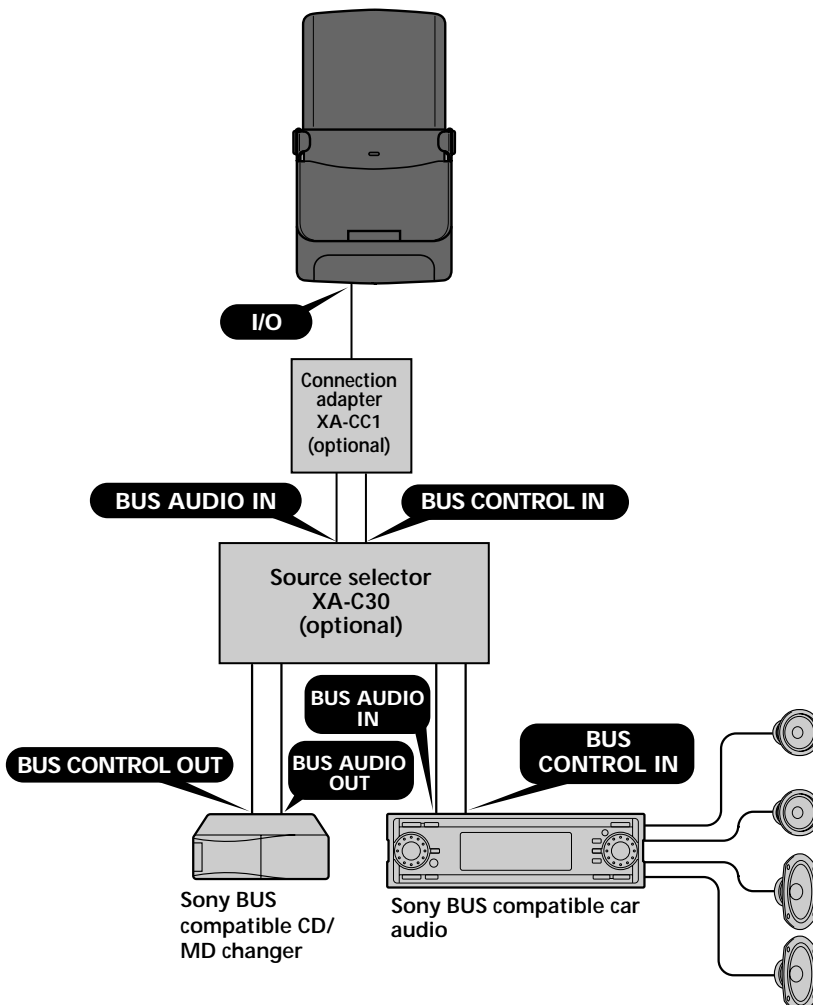 I/O
Connection
adapter
XA-CC1
(optional)
BUS AUDIO IN
BUS CONTROL IN
Source selector
XA-C30
(optional)
BUS AUDIO
IN
BUS
CONTROL IN
BUS CONTROL OUT
BUS AUDIO
OUT
Sony BUS
compatible CD/
MD changer
Sony BUS compatible car
audio